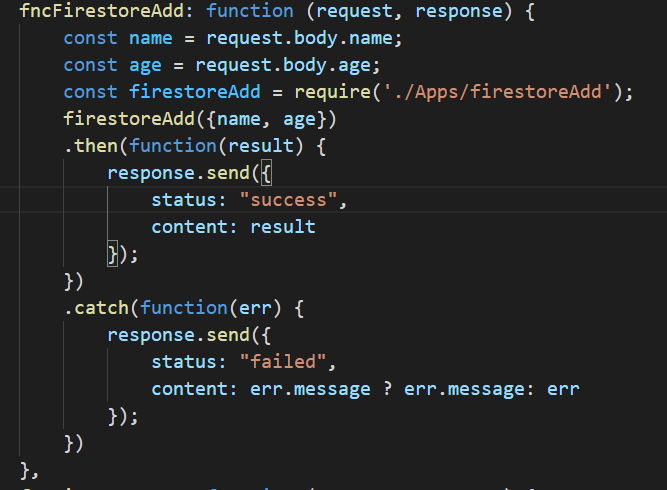 fncFirestoreAdd: function (request, response) {
    const name = request.body.name;
    const age = request.body.age;
    const firestoreAdd = require('./Apps/firestoreAdd');
    firestoreAdd({name, age})
    .then(function(result) {
        response.send({
            status: "success",
            content: result
        });
    })
    .catch(function(err) {
        response.send({
            status: "failed",
            content: err.message ? err.message: err
        });
    })
},